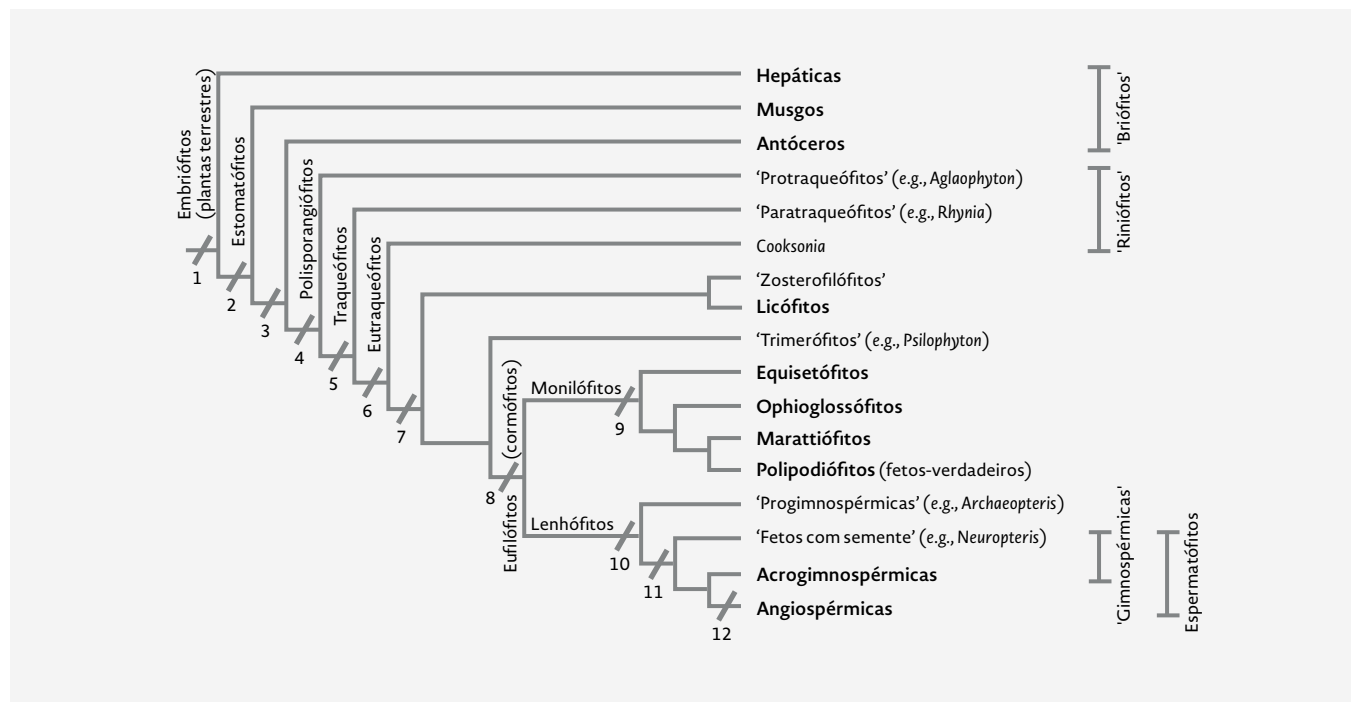 Hepáticas
Musgos
Antóceros
‘Protraqueófitos’ (e.g., Aglaophyton)
‘Paratraqueófitos’ (e.g., Rhynia)
Cooksonia
‘Zosterofilófitos’
Licófitos
‘Trimerófitos’ (e.g., Psilophyton)
Equisetófitos
Ophioglossófitos
Marattiófitos
Polipodiófitos (fetos-verdadeiros)
‘Progimnospérmicas’ (e.g., Archaeopteris)
‘Fetos com semente’ (e.g., Neuropteris)
Acrogimnospérmicas
Angiospérmicas
Embriófitos
(plantas terrestres)
Estomatófitos
Polisporangiófitos
Traqueófitos
Eutraqueófitos
Eufilófitos (cormófitos)
Monilófitos
Lenhófitos
1
2
3
4
5
6
7
8
9
10
11
12
'Briófitos'
'Riniófitos'
'Gimnospérmicas'
Espermatófitos